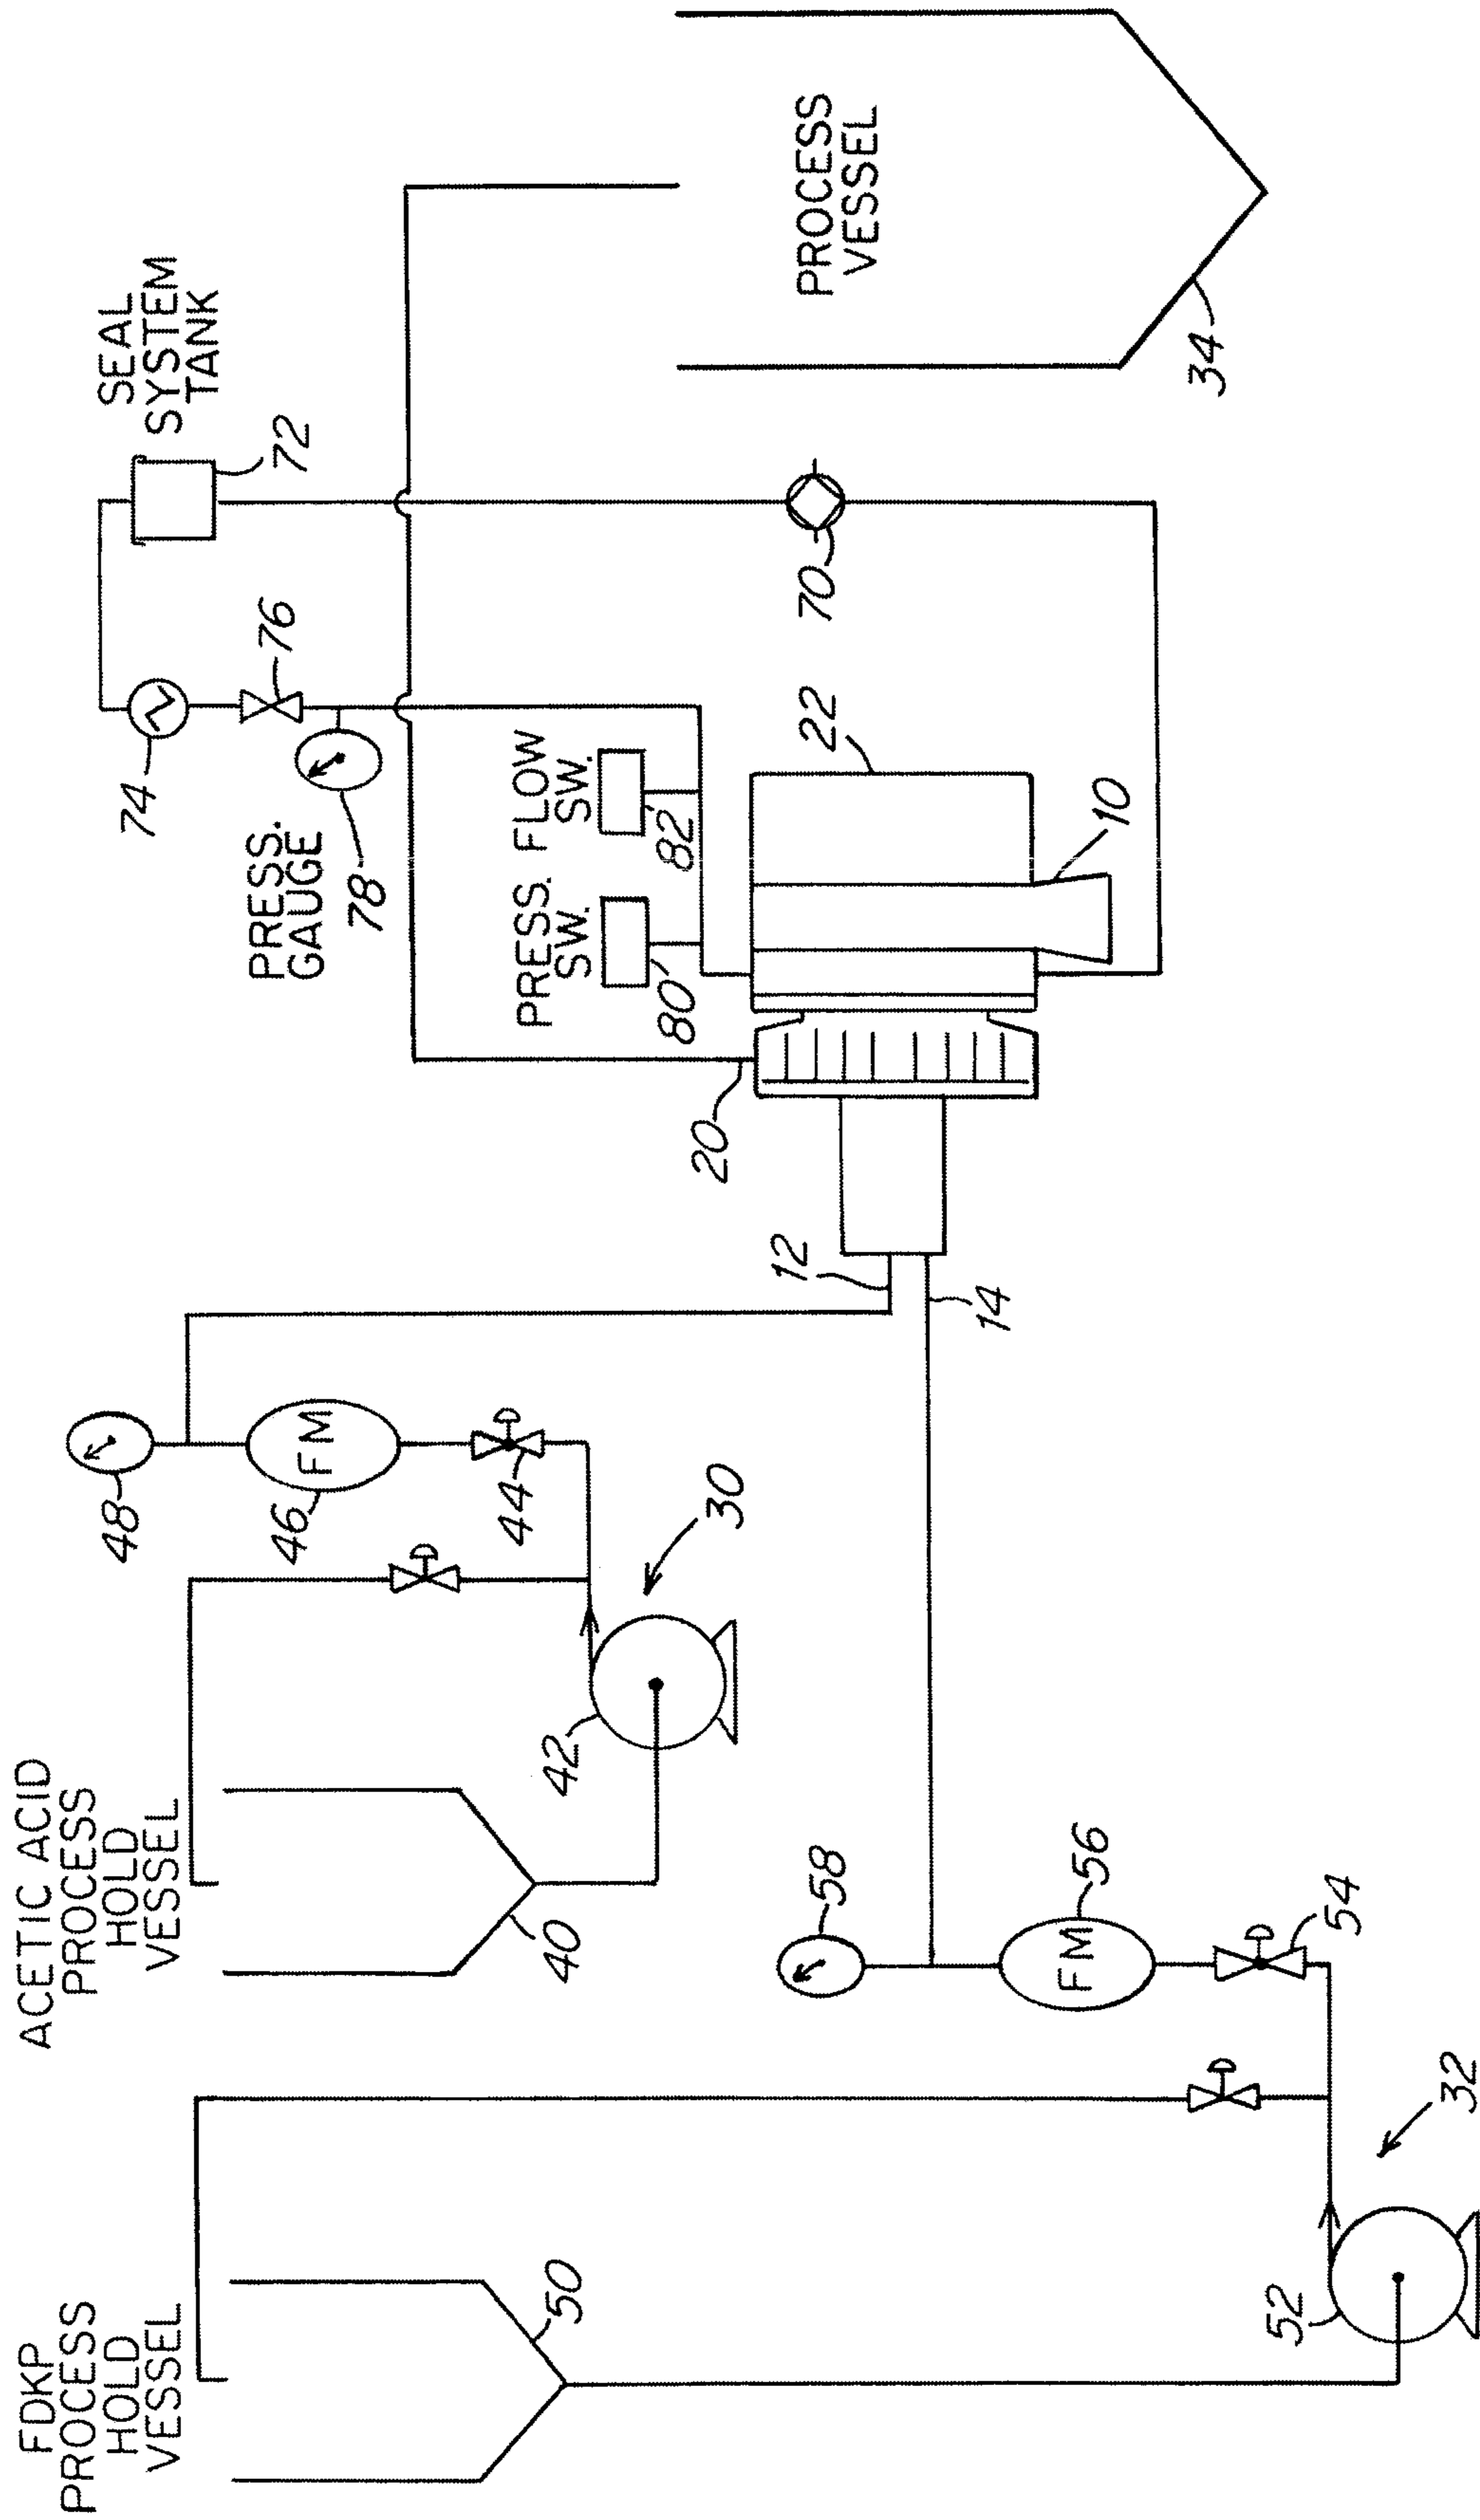 FDKP
PROCESS
HOLD
VESSEL
50
52
32
54
FM
56
58
ACETIC ACID
PROCESS
HOLD
VESSEL
40
42
30
44
FM
46
48
12
14
20
PRESS.
GAUGE
78
74
76
PRESS.
SW.
80
FLOW
SW.
82
22
10
70
SEAL
SYSTEM
TANK
72
PROCESS
VESSEL
34